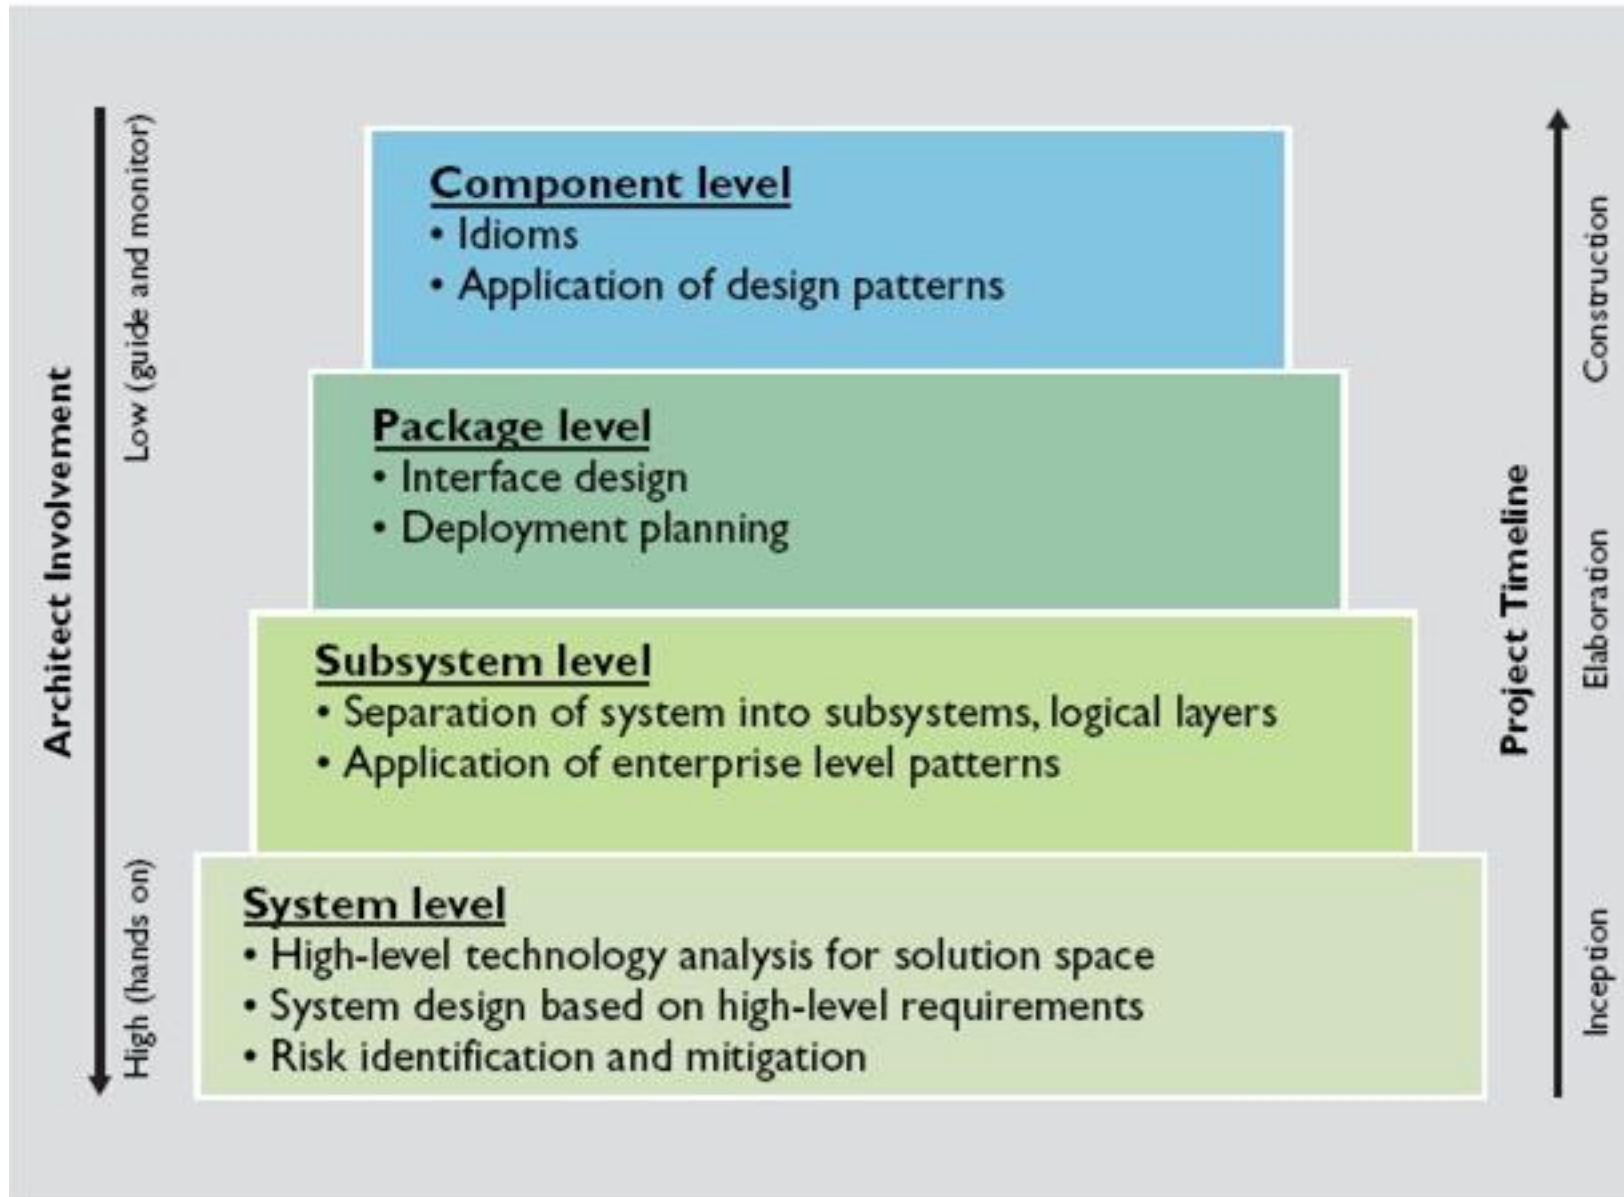 Architect Involvement
Low (guide and monitor)
High (hands on)
Component level
• Idioms
• Application of design patterns
Package level
• Interface design
• Deployment planning
Subsystem level
• Separation of system into subsystems, logical layers
• Application of enterprise level patterns
System level
• High-level technology analysis for solution space
• System design based on high-level requirements
• Risk identification and mitigation
Project Timeline
Construction
Elaboration
Inception